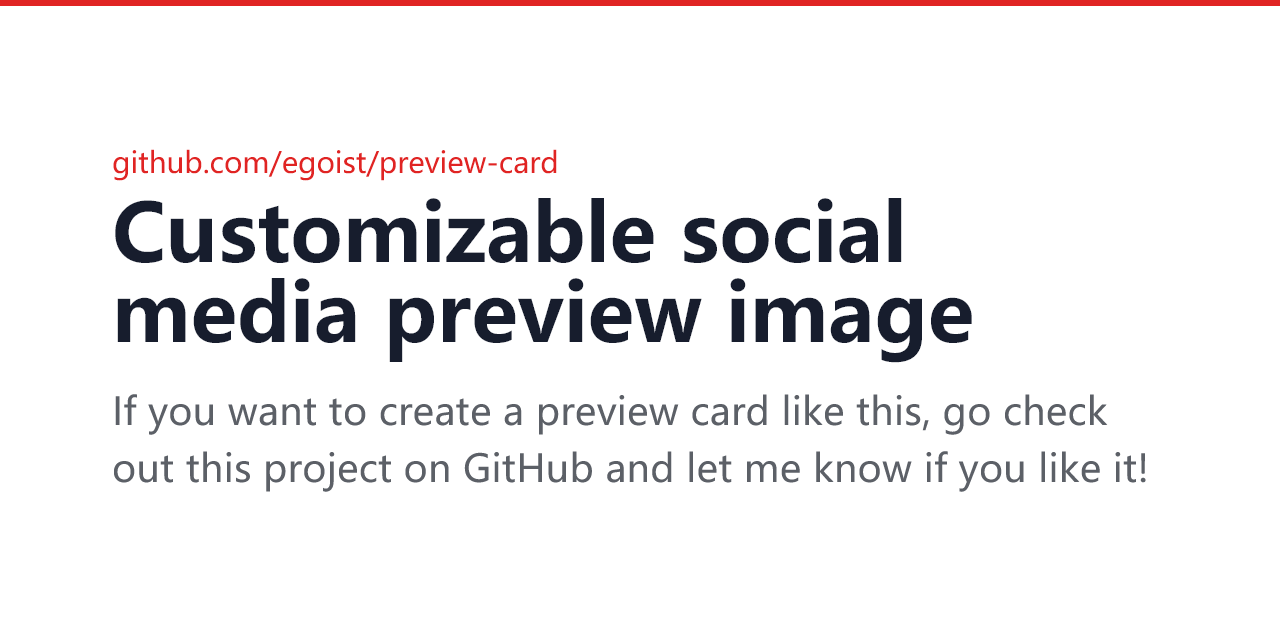 github.com/egoist/preview-card
Customizable social
media preview image
If you want to create a preview card like this, go check
out this project on GitHub and let me know if you like it!